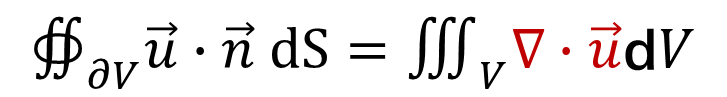 ∯_∂V u⃗ · n⃗ dS = ∭_V ∇ · u⃗ dV